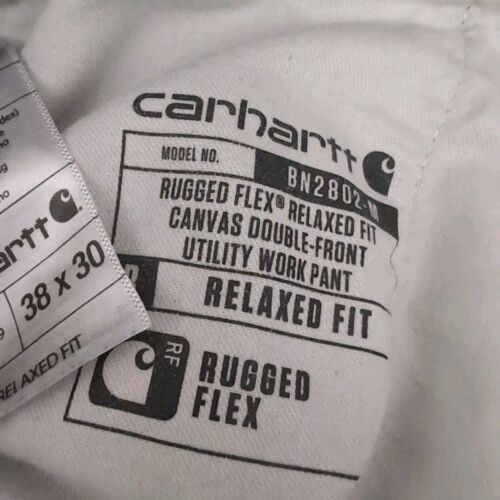 carhartt
MODEL NO.
BN2802-M
RUGGED FLEX® RELAXED FIT
CANVAS DOUBLE-FRONT
UTILITY WORK PANT
RELAXED FIT
RF
RUGGED
FLEX
38 x 30
RELAXED FIT